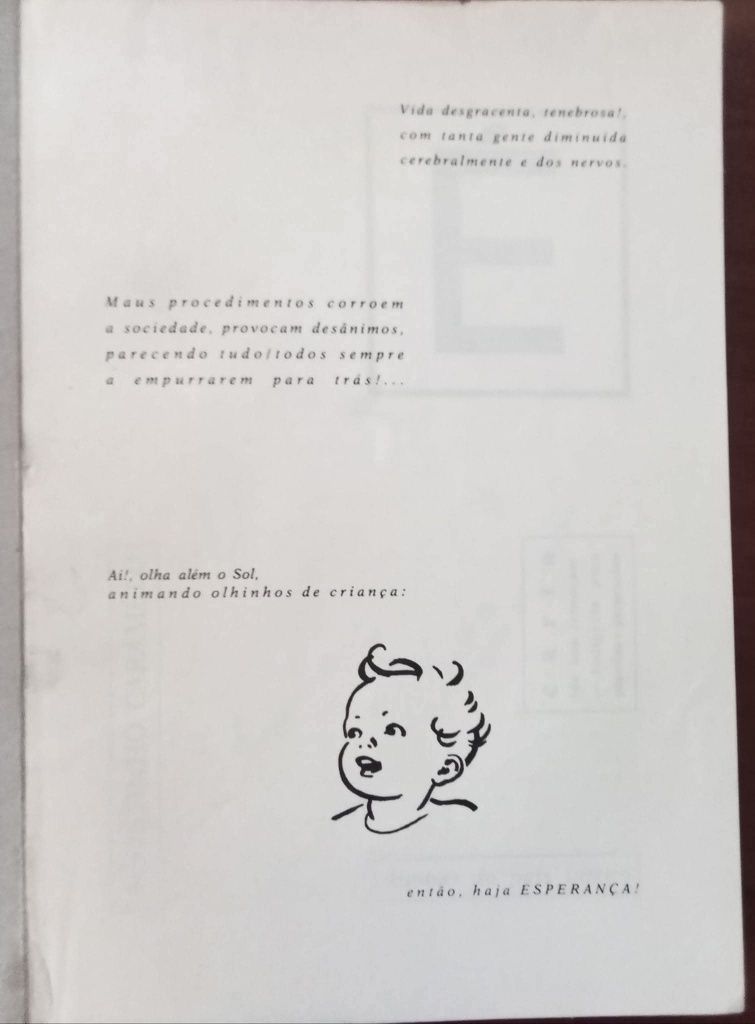 Vida desgracenta, tenebrosa!,
com tanta gente diminuída
cerebralmente e dos nervos.
Maus procedimentos corroem
a sociedade, provocam desânimos,
parecendo tudo/todos sempre
a empurrarem para trás!...
Ai!, olha além o Sol,
animando olhinhos de criança:
então, haja ESPERANÇA!